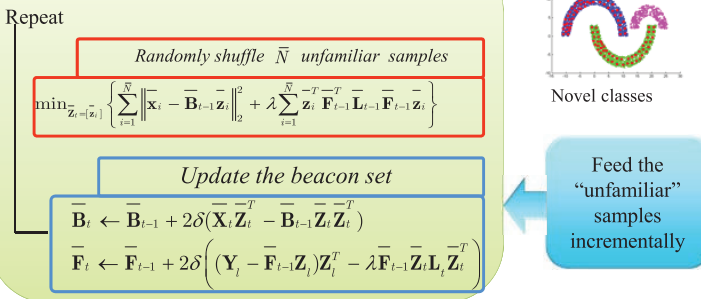 Repeat
Randomly shuffle N̅ unfamiliar samples
min_{Z̅_t=[z̅_i]} { ∑_{i=1}^{N̅} ‖x̅_i − B̅_{t−1}z̅_i‖_2^2 + λ∑_{i=1}^{N̅} z̅_i^T F̅_{t−1}^T L̅_{t−1} F̅_{t−1} z̅_i }
Update the beacon set
B̅_t ← B̅_{t−1} + 2δ(X̅_t Z̅_t^T − B̅_{t−1} Z̅_t Z̅_t^T)
F̅_t ← F̅_{t−1} + 2δ((Y_l − F̅_{t−1}Z_l)Z_l^T − λF̅_{t−1}Z̅_t L_t Z̅_t^T)
Novel classes
Feed the
“unfamiliar”
samples
incrementally